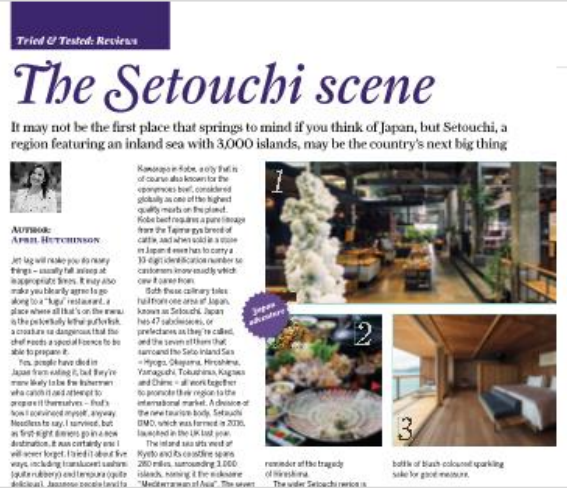 Tried & Tested: Reviews
The Setouchi scene
It may not be the first place that springs to mind if you think of Japan, but Setouchi, a
region featuring an inland sea with 3,000 islands, may be the country's next big thing
AUTHOR:
APRIL HUTCHINSON
Jet lag will make you do many
things – usually fall asleep at
inappropriate times. It may also
make you blearily agree to go
along to a "fugu" restaurant, a
place where all that's on the menu
is the potentially lethal pufferfish,
a creature so dangerous that the
chef needs a special licence to be
able to prepare it.
Yes, people have died in
Japan from eating it, but they're
more likely to be the fishermen
who catch it and attempt to
prepare it themselves – that's
how I convinced myself, anyway.
Needless to say, I survived, but
as first-night dinners go in a new
destination, it was certainly one I
will never forget. I tried it about five
ways, including translucent sashimi
(quite rubbery) and tempura (quite
delicious). Japanese people tend to
in Kobe, a city that is
of course also known for the
eponymous beef, considered
globally as one of the highest
quality meats on the planet.
Kobe beef requires a pure lineage
from the Tajima-gyu breed of
cattle, and when sold in a store
in Japan it even has to carry a
10-digit identification number so
customers know exactly which
cow it came from.
Both these culinary tales
hail from one area of Japan,
known as Setouchi. Japan
has 47 subdivisions, or
prefectures as they're called,
and the seven of them that
surround the Seto Inland Sea
– Hyogo, Okayama, Hiroshima,
Yamaguchi, Tokushima, Kagawa
and Ehime – all work together
to promote their region to the
international market. A division of
the new tourism body, Setouchi
DMO, which was formed in 2016,
launched in the UK last year.
The inland sea sits west of
Kyoto and its coastline spans
280 miles, surrounding 3,000
islands, earning it the nickname
"Mediterranean of Asia". The seven
1
Japan
adventure
2
3
reminder of the tragedy
of Hiroshima.
The wider Setouchi region is
bottle of blush-coloured sparkling
sake for good measure.